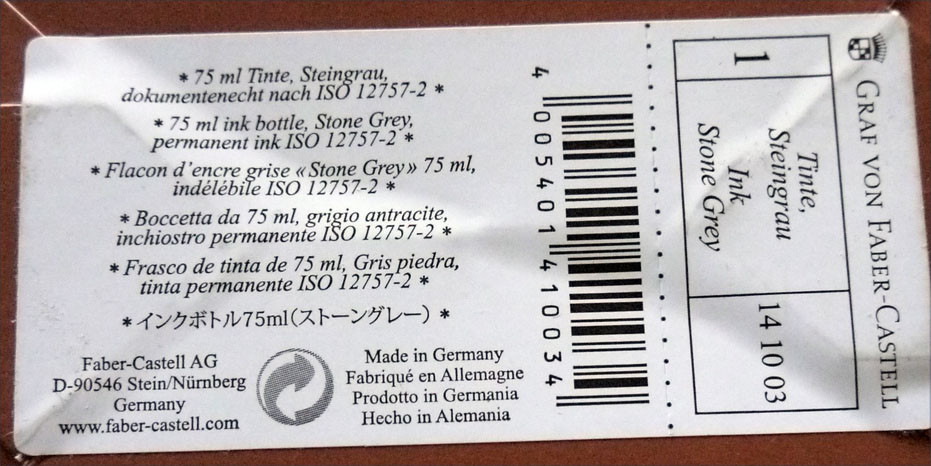 * 75 ml Tinte, Steingrau,
dokumentenecht nach ISO 12757-2 *
* 75 ml ink bottle, Stone Grey,
permanent ink ISO 12757-2 *
* Flacon d'encre grise «Stone Grey» 75 ml,
indélébile ISO 12757-2 *
* Boccetta da 75 ml, grigio antracite,
inchiostro permanente ISO 12757-2 *
* Frasco de tinta de 75 ml, Gris piedra,
tinta permanente ISO 12757-2 *
* インクボトル75ml(ストーングレー) *
Faber-Castell AG
D-90546 Stein/Nürnberg
Germany
www.faber-castell.com
Made in Germany
Fabriqué en Allemagne
Prodotto in Germania
Hecho in Alemania
4 005401 410034
GRAF VON FABER-CASTELL
1
Tinte,
Steingrau
Ink
Stone Grey
14 10 03